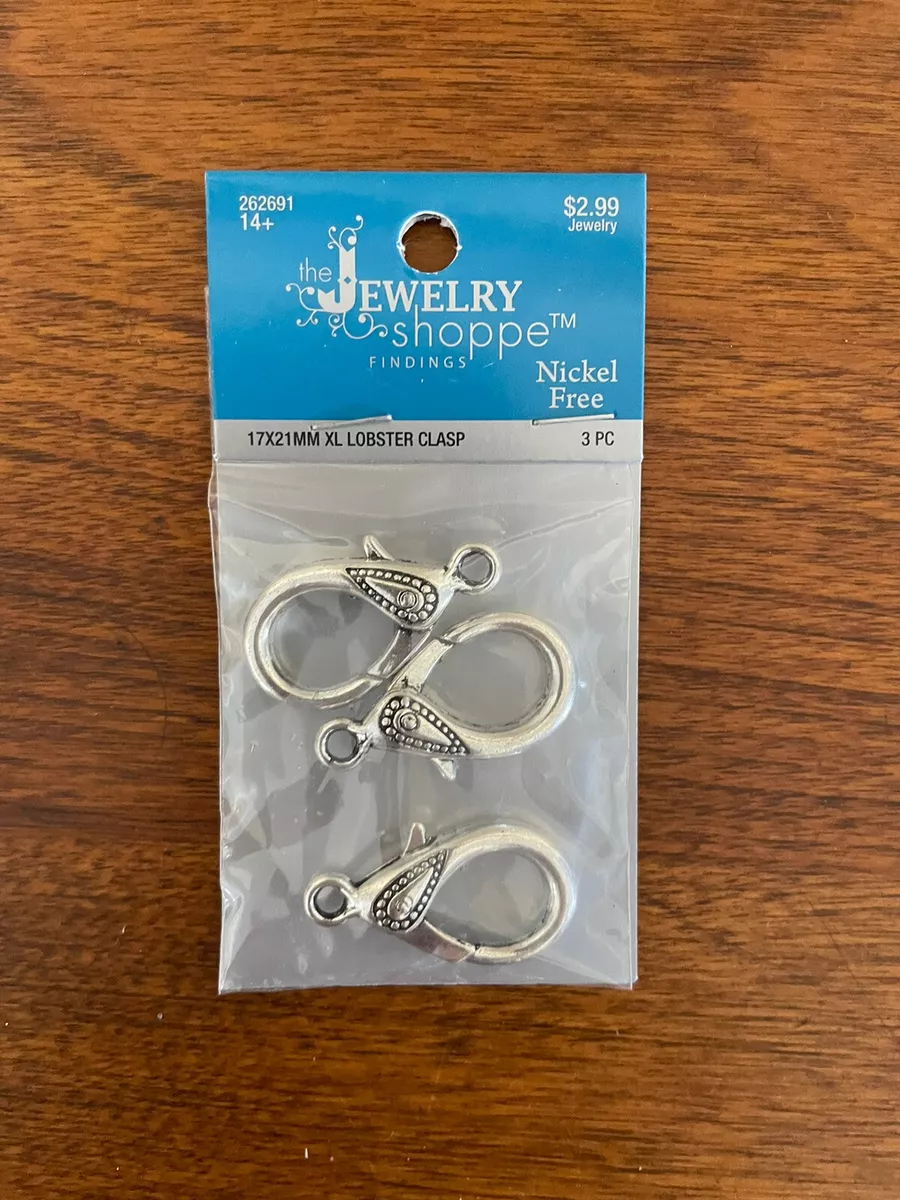 262691
14+
$2.99
Jewelry
the JEWELRY
shoppe™
FINDINGS
Nickel
Free
17X21MM XL LOBSTER CLASP
3 PC